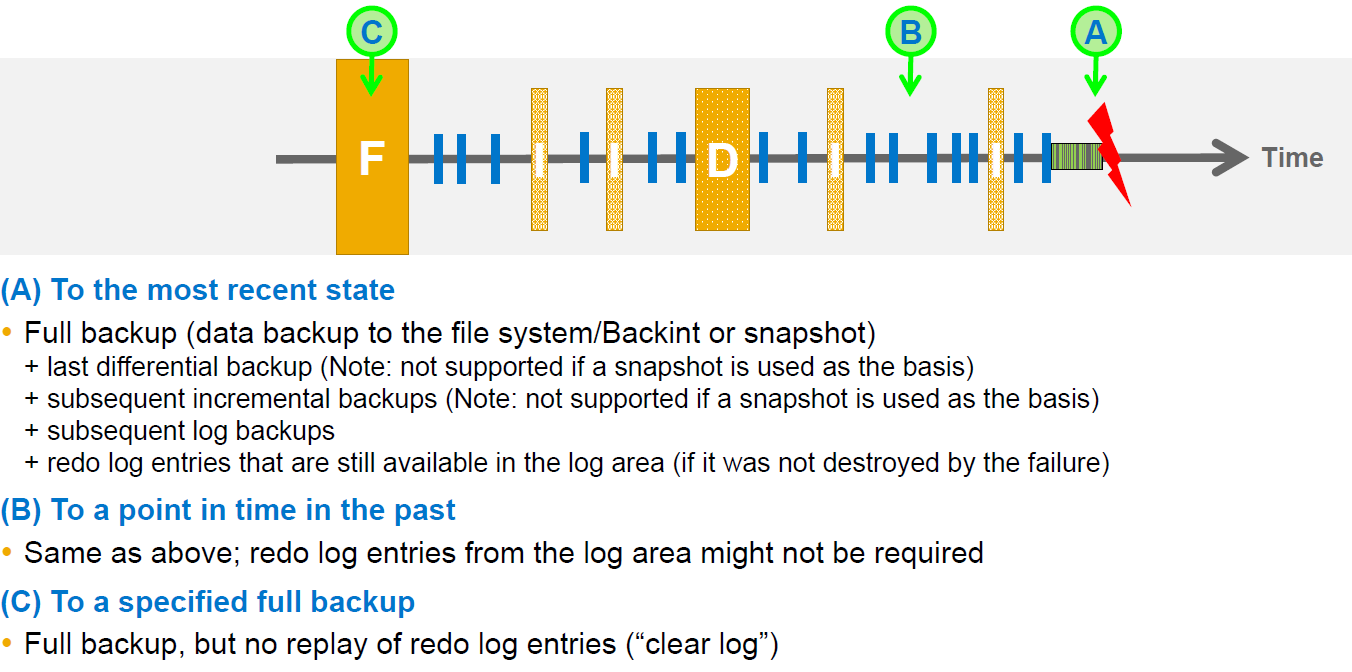 C B A
F I I D I I Time
(A) To the most recent state
• Full backup (data backup to the file system/Backint or snapshot)
+ last differential backup (Note: not supported if a snapshot is used as the basis)
+ subsequent incremental backups (Note: not supported if a snapshot is used as the basis)
+ subsequent log backups
+ redo log entries that are still available in the log area (if it was not destroyed by the failure)
(B) To a point in time in the past
• Same as above; redo log entries from the log area might not be required
(C) To a specified full backup
• Full backup, but no replay of redo log entries (“clear log”)